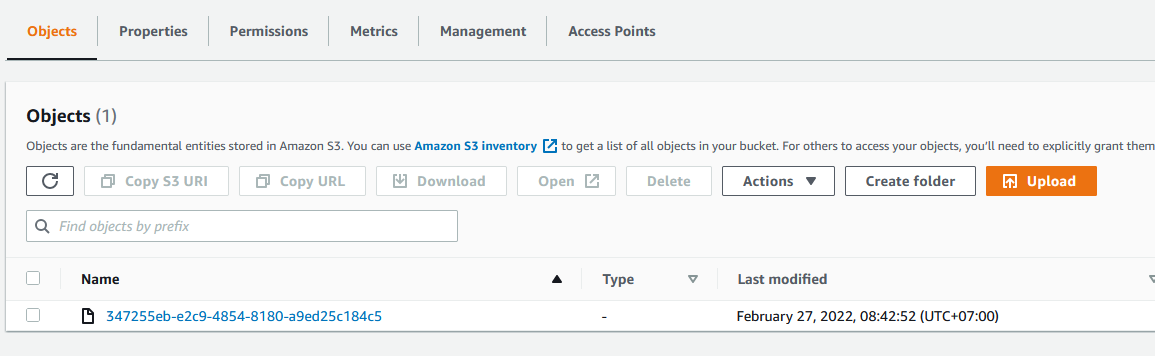 Objects Properties Permissions Metrics Management Access Points
Objects (1)
Objects are the fundamental entities stored in Amazon S3. You can use Amazon S3 inventory to get a list of all objects in your bucket. For others to access your objects, you'll need to explicitly grant them
Copy S3 URI Copy URL Download Open Delete Actions Create folder Upload
Find objects by prefix
Name Type Last modified
347255eb-e2c9-4854-8180-a9ed25c184c5 - February 27, 2022, 08:42:52 (UTC+07:00)